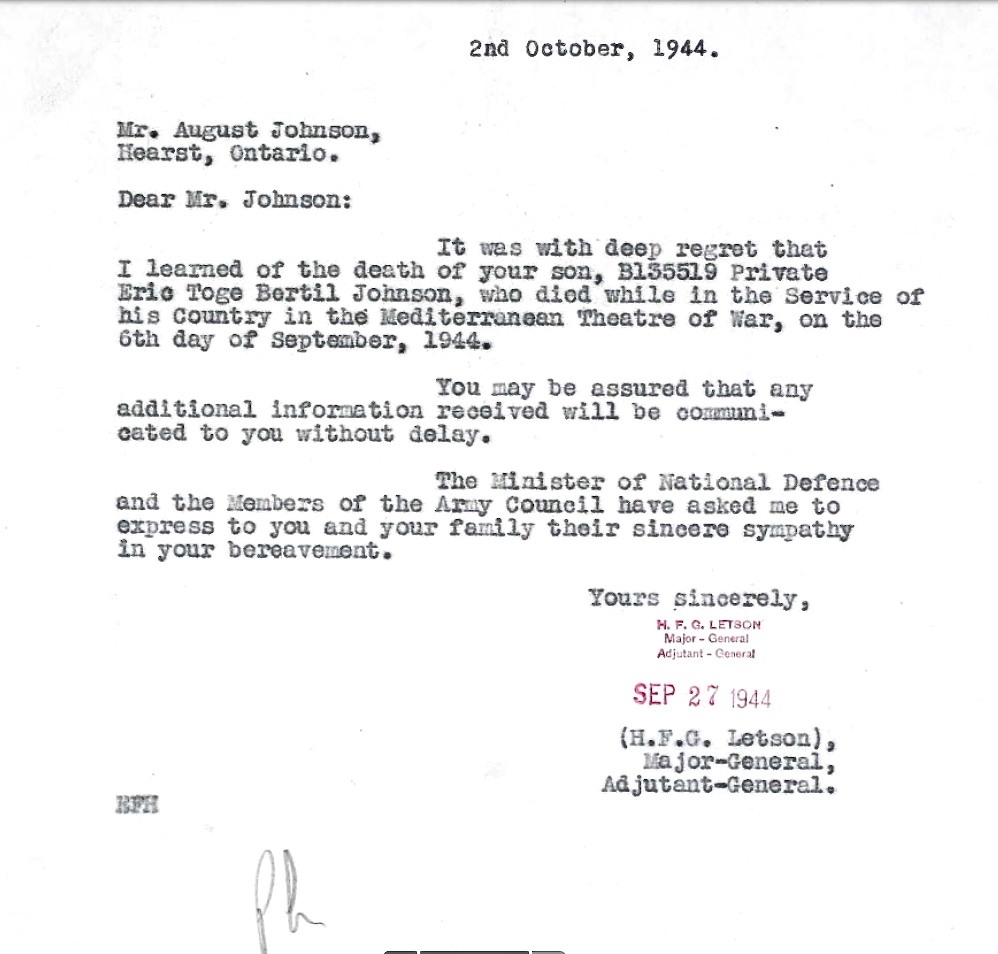 2nd October, 1944.
Mr. August Johnson,
Hearst, Ontario.
Dear Mr. Johnson:
It was with deep regret that
I learned of the death of your son, B135519 Private
Eric Toge Bertil Johnson, who died while in the Service of
his Country in the Mediterranean Theatre of War, on the
6th day of September, 1944.
You may be assured that any
additional information received will be communi-
cated to you without delay.
The Minister of National Defence
and the Members of the Army Council have asked me to
express to you and your family their sincere sympathy
in your bereavement.
Yours sincerely,
H. F. G. LETSON
Major - General
Adjutant - General
SEP 27 1944
(H.F.G. Letson),
Major-General,
Adjutant-General.